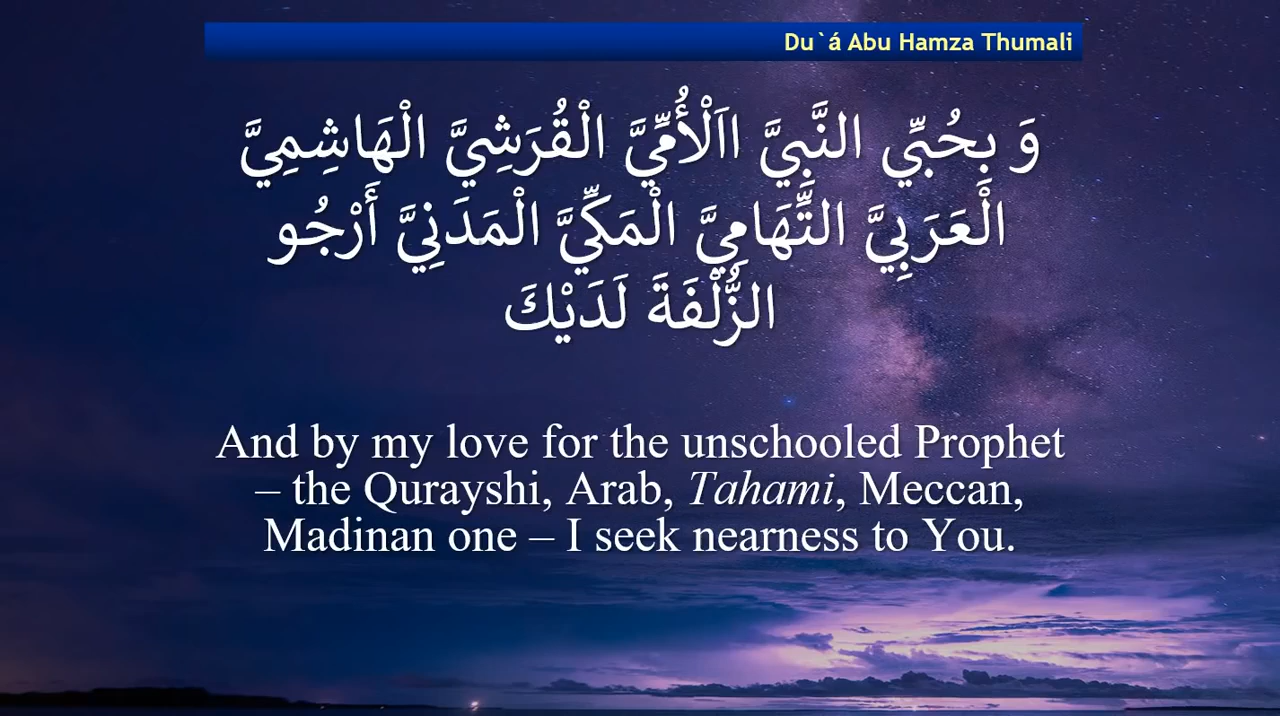 Du`á Abu Hamza Thumali
وَ بِحُبِّي النَّبِيَّ ااَلْأُمِّيَّ الْقُرَشِيَّ الْهَاشِمِيَّ
الْعَرَبِيَّ التِّهَامِيَّ الْمَكِّيَّ الْمَدَنِيَّ أَرْجُو
الزُّلْفَةَ لَدَيْكَ
And by my love for the unschooled Prophet
– the Qurayshi, Arab, Tahami, Meccan,
Madinan one – I seek nearness to You.